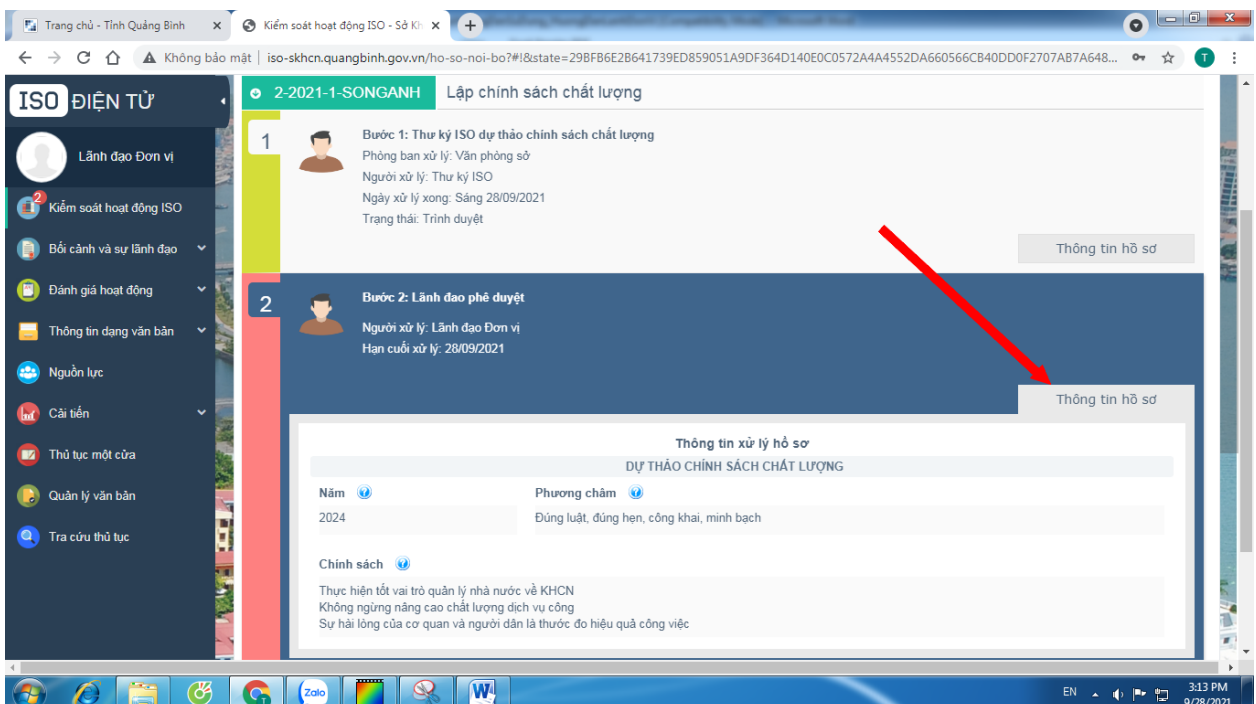 Trang chủ - Tỉnh Quảng Bình
Kiểm soát hoạt động ISO - Sở Kh
Không bảo mật | iso-skhcn.quangbinh.gov.vn/ho-so-noi-bo?#!&state=29BFB6E2B641739ED859051A9DF364D140E0C0572A4A4552DA660566CB40DD0F2707AB7A648...
T
ISO ĐIỆN TỬ
Lãnh đạo Đơn vị
2
Kiểm soát hoạt động ISO
Bối cảnh và sự lãnh đạo
Đánh giá hoạt động
Thông tin dạng văn bản
Nguồn lực
Cải tiến
Thủ tục một cửa
Quản lý văn bản
Tra cứu thủ tục
2-2021-1-SONGANH Lập chính sách chất lượng
1
Bước 1: Thư ký ISO dự thảo chính sách chất lượng
Phòng ban xử lý: Văn phòng sở
Người xử lý: Thư ký ISO
Ngày xử lý xong: Sáng 28/09/2021
Trạng thái: Trình duyệt
Thông tin hồ sơ
2
Bước 2: Lãnh đao phê duyệt
Người xử lý: Lãnh đạo Đơn vị
Hạn cuối xử lý: 28/09/2021
Thông tin hồ sơ
Thông tin xử lý hồ sơ
DỰ THẢO CHÍNH SÁCH CHẤT LƯỢNG
Năm Phương châm
2024 Đúng luật, đúng hẹn, công khai, minh bạch
Chính sách
Thực hiện tốt vai trò quản lý nhà nước về KHCN
Không ngừng nâng cao chất lượng dịch vụ công
Sự hài lòng của cơ quan và người dân là thước đo hiệu quả công việc
Zalo
EN
3:13 PM
9/28/2021